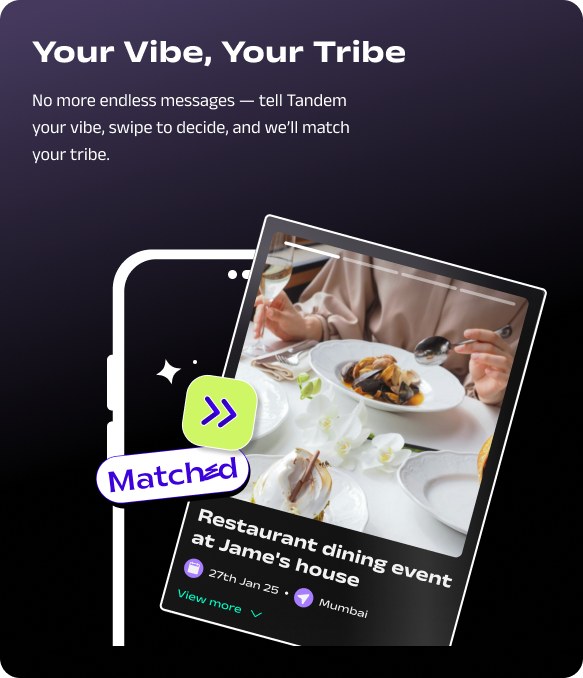 Your Vibe, Your Tribe
No more endless messages — tell Tandem
your vibe, swipe to decide, and we’ll match
your tribe.
Matched
Restaurant dining event
at Jame's house
27th Jan 25 • Mumbai
View more